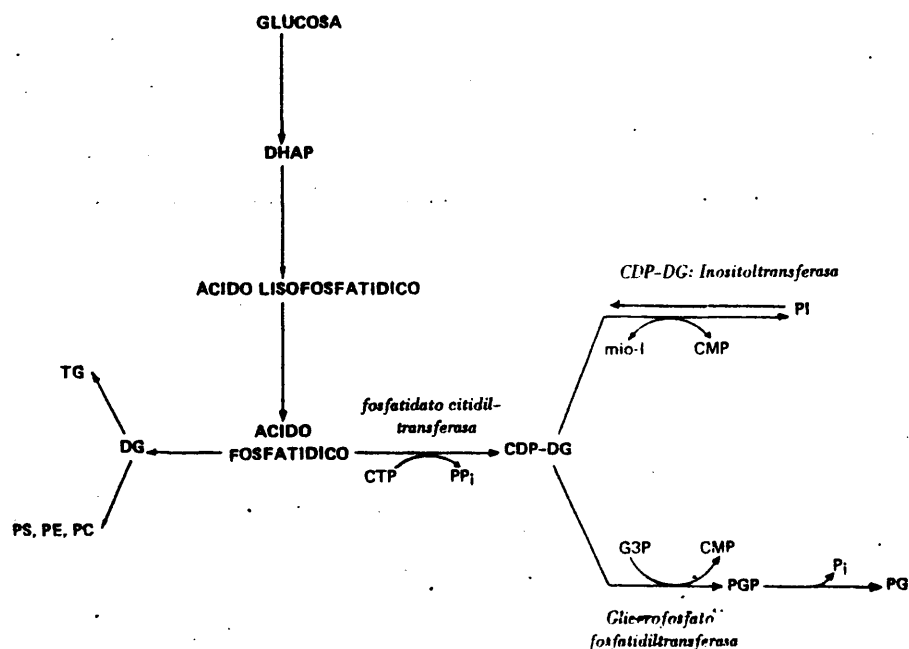 GLUCOSA
DHAP
ACIDO LISOFOSFATIDICO
CDP-DG: Inositoltransferasa
PI
mio-I
CMP
TG
fosfatidato citidil-
transferasa
DG
ACIDO
FOSFATIDICO
CDP-DG
CTP
PPi
PS, PE, PC
G3P
CMP
Pi
PGP
PG
Glicerofosfato
fosfatidiltransferasa